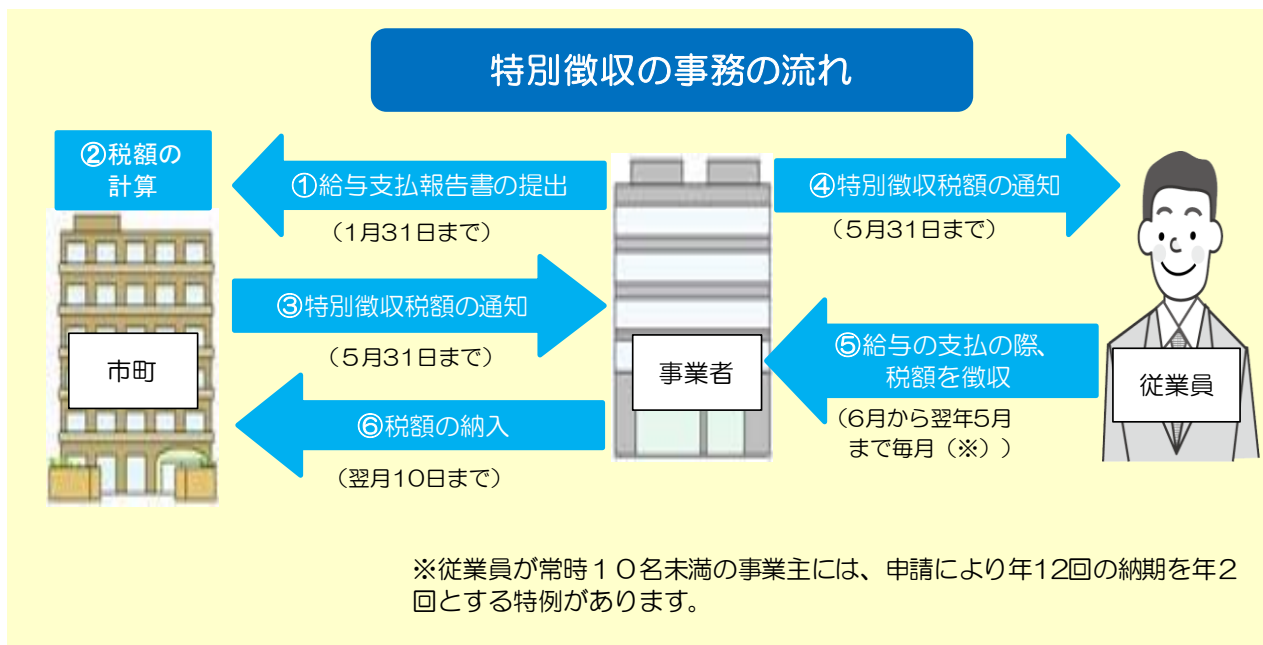 特別徴収の事務の流れ
②税額の
計算
①給与支払報告書の提出
(1月31日まで)
④特別徴収税額の通知
(5月31日まで)
③特別徴収税額の通知
(5月31日まで)
市町
事業者
⑤給与の支払の際、
税額を徴収
(6月から翌年5月
まで毎月(※))
従業員
⑥税額の納入
(翌月10日まで)
※従業員が常時10名未満の事業主には、申請により年12回の納期を年2
回とする特例があります。